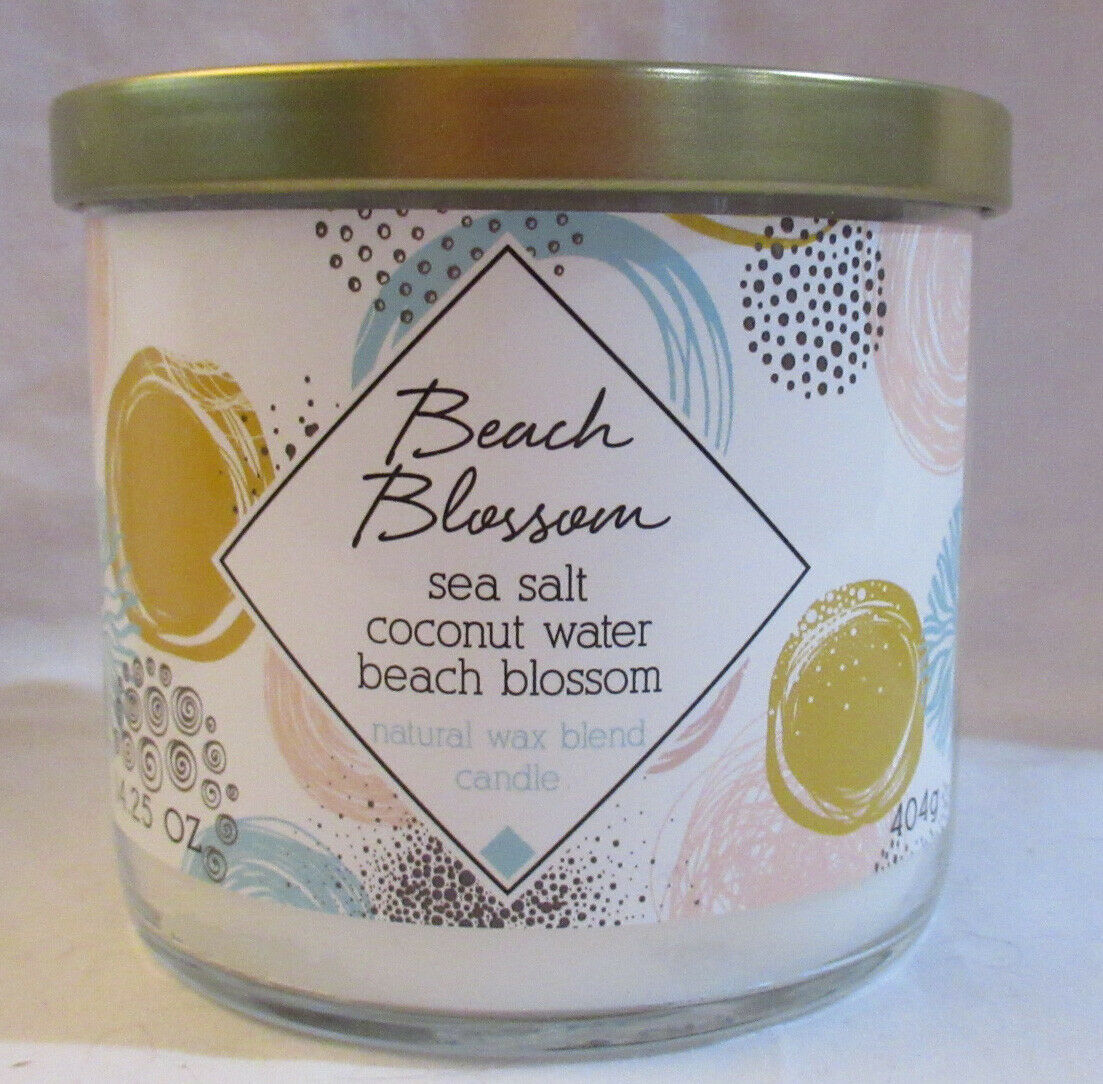 Beach
Blossom
sea salt
coconut water
beach blossom
natural wax blend
candle
4.25 OZ
404g